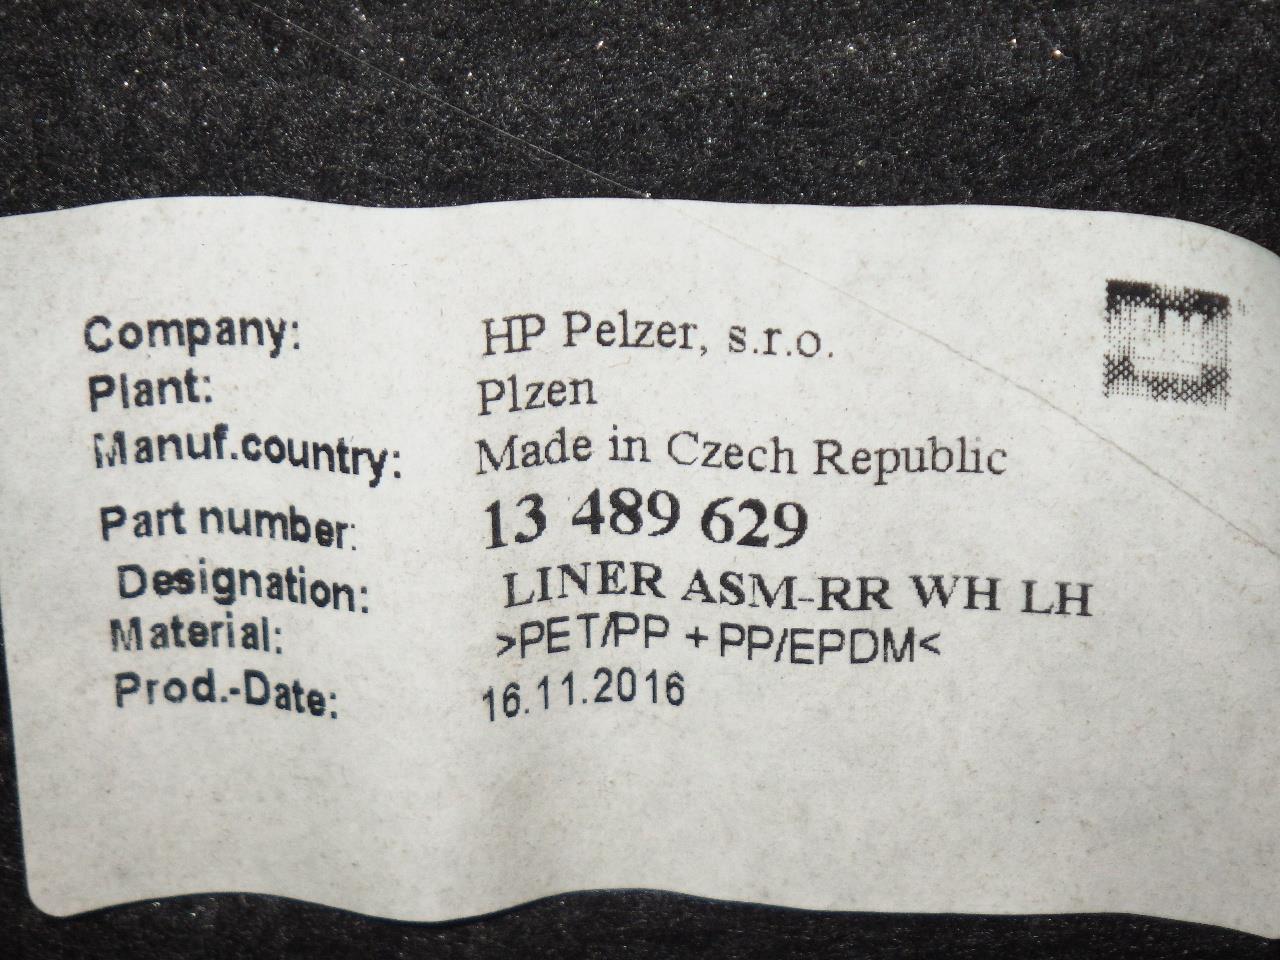 Company: HP Pelzer, s.r.o.
Plant: Plzen
Manuf.country: Made in Czech Republic
Part number: 13 489 629
Designation: LINER ASM-RR WH LH
Material: >PET/PP + PP/EPDM<
Prod.-Date: 16.11.2016